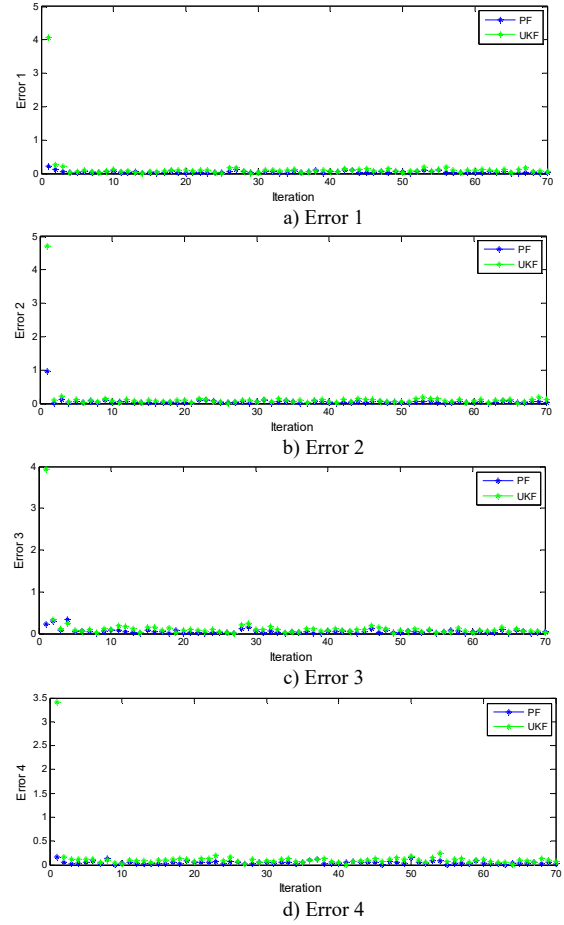 5
4
3
2
1
0
Error 1
PF
UKF
0 10 20 30 40 50 60 70
Iteration
a) Error 1
5
4
3
2
1
0
Error 2
PF
UKF
0 10 20 30 40 50 60 70
Iteration
b) Error 2
4
3
2
1
0
Error 3
PF
UKF
0 10 20 30 40 50 60 70
Iteration
c) Error 3
3.5
3
2.5
2
1.5
1
0.5
0
Error 4
PF
UKF
0 10 20 30 40 50 60 70
Iteration
d) Error 4